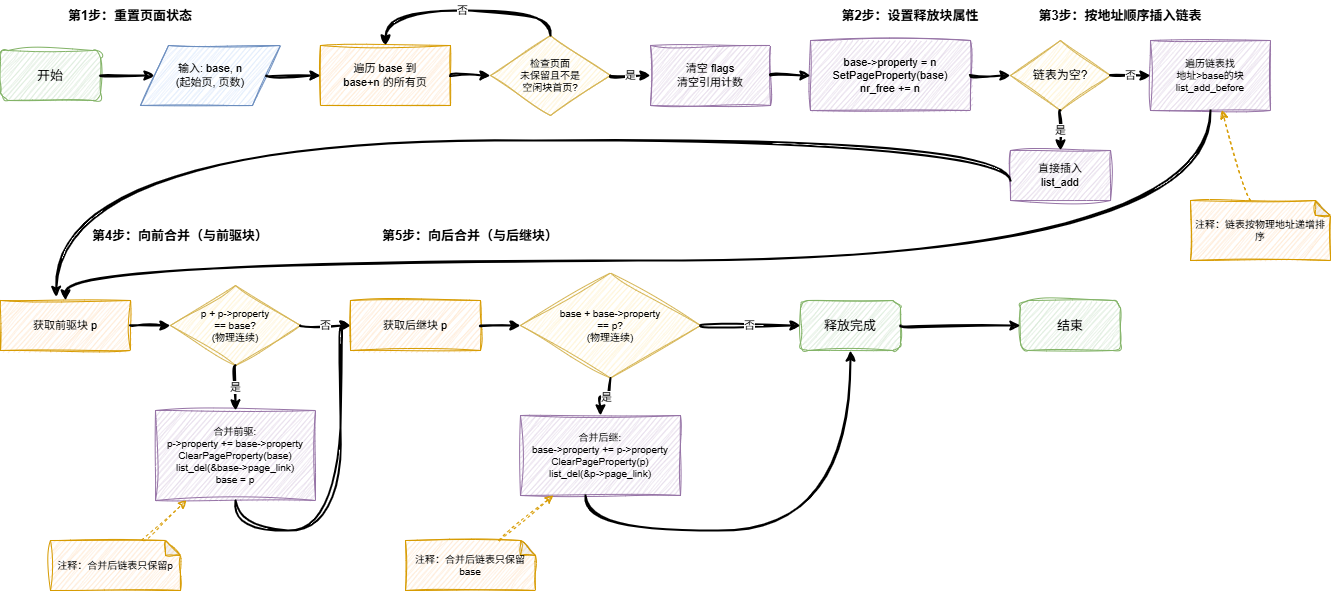 第1步：重置页面状态
开始
输入: base, n
(起始页, 页数)
遍历 base 到
base+n 的所有页
否
检查页面
未保留且不是
空闲块首页?
是
清空 flags
清空引用计数
第2步：设置释放块属性
base->property = n
SetPageProperty(base)
nr_free += n
第3步：按地址顺序插入链表
链表为空?
否
遍历链表找
地址>base的块
list_add_before
是
直接插入
list_add
注释：链表按物理地址递增排
序
第4步：向前合并（与前驱块）
获取前驱块 p
p + p->property
== base?
(物理连续)
否
是
合并前驱:
p->property += base->property
ClearPageProperty(base)
list_del(&base->page_link)
base = p
注释：合并后链表只保留p
第5步：向后合并（与后继块）
获取后继块 p
base + base->property
== p?
(物理连续)
否
是
合并后继:
base->property += p->property
ClearPageProperty(p)
list_del(&p->page_link)
注释：合并后链表只保留
base
释放完成
结束